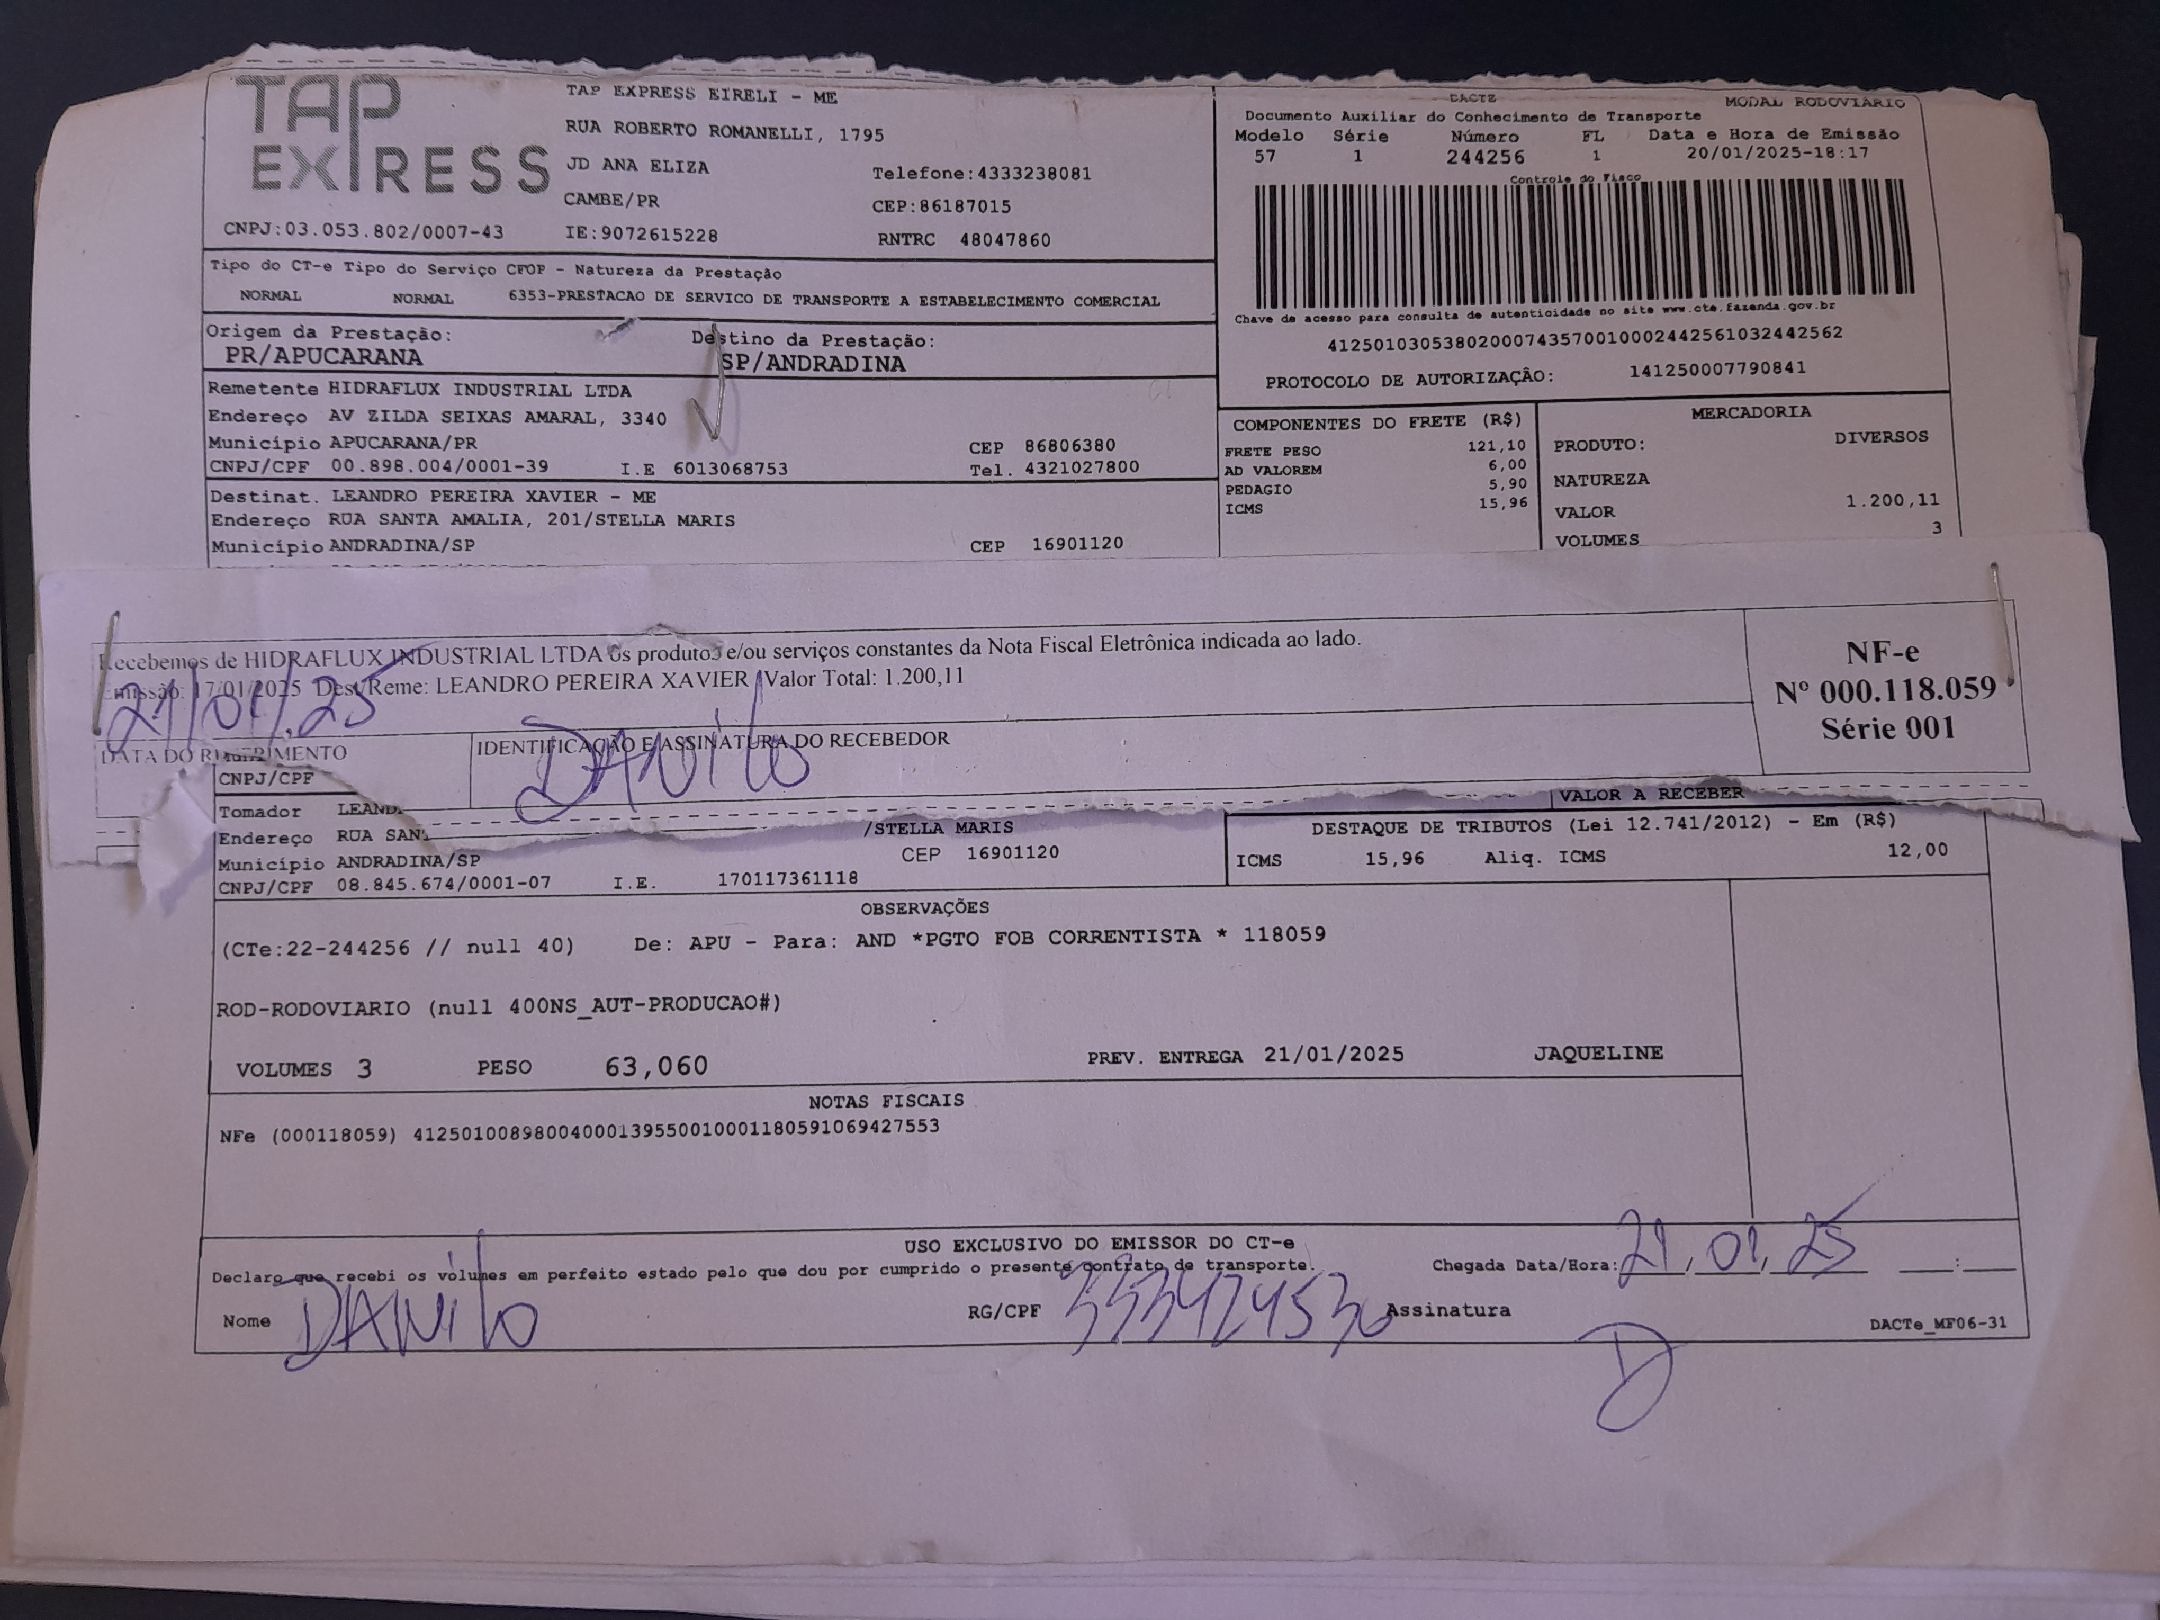 TAP EXPRESS
TAP EXPRESS EIRELI - ME
RUA ROBERTO ROMANELLI, 1795
JD ANA ELIZA
Telefone:4333238081
CAMBE/PR
CEP:86187015
CNPJ:03.053.802/0007-43
IE:9072615228
RNTRC 48047860
DACTE
MODAL RODOVIÁRIO
Documento Auxiliar do Conhecimento de Transporte
Modelo Série Número FL Data e Hora de Emissão
57 1 244256 1 20/01/2025-18:17
Controle do Fisco
Chave de acesso para consulta de autenticidade no site www.cte.fazenda.gov.br
41250103053802000743570010002442561032442562
PROTOCOLO DE AUTORIZAÇÂO: 141250007790841
Tipo do CT-e Tipo do Serviço CFOP - Natureza da Prestação
NORMAL NORMAL 6353-PRESTACAO DE SERVICO DE TRANSPORTE A ESTABELECIMENTO COMERCIAL
Origem da Prestação: Destino da Prestação:
PR/APUCARANA SP/ANDRADINA
Remetente HIDRAFLUX INDUSTRIAL LTDA
Endereço AV ZILDA SEIXAS AMARAL, 3340
Município APUCARANA/PR CEP 86806380
CNPJ/CPF 00.898.004/0001-39 I.E 6013068753 Tel. 4321027800
Destinat. LEANDRO PEREIRA XAVIER - ME
Endereço RUA SANTA AMALIA, 201/STELLA MARIS
Município ANDRADINA/SP CEP 16901120
COMPONENTES DO FRETE (R$)
FRETE PESO 121,10
AD VALOREM 6,00
PEDAGIO 5,90
ICMS 15,96
MERCADORIA
PRODUTO: DIVERSOS
NATUREZA
VALOR 1.200,11
VOLUMES 3
Recebemos de HIDRAFLUX INDUSTRIAL LTDA os produtos e/ou serviços constantes da Nota Fiscal Eletrônica indicada ao lado.
Emissão: 17/01/2025 Dest/Reme: LEANDRO PEREIRA XAVIER Valor Total: 1.200,11
21/01/25
DATA DO RECEBIMENTO
IDENTIFICAÇÃO E ASSINATURA DO RECEBEDOR
DANilo
NF-e
Nº 000.118.059
Série 001
CNPJ/CPF
VALOR A RECEBER
Tomador LEAND
Endereço RUA SAN /STELLA MARIS
Município ANDRADINA/SP CEP 16901120
CNPJ/CPF 08.845.674/0001-07 I.E. 170117361118
DESTAQUE DE TRIBUTOS (Lei 12.741/2012) - Em (R$)
ICMS 15,96 Aliq. ICMS 12,00
OBSERVAÇÕES
(CTe:22-244256 // null 40) De: APU - Para: AND *PGTO FOB CORRENTISTA * 118059
ROD-RODOVIARIO (null 400NS_AUT-PRODUCAO#)
VOLUMES 3 PESO 63,060 PREV. ENTREGA 21/01/2025 JAQUELINE
NOTAS FISCAIS
NFe (000118059) 41250100898004000139550010001180591069427553
USO EXCLUSIVO DO EMISSOR DO CT-e
Declaro que recebi os volumes em perfeito estado pelo que dou por cumprido o presente contrato de transporte.
Chegada Data/Hora: 21, 01, 25 :
Nome DANilo RG/CPF Assinatura D
DACTe_MF06-31